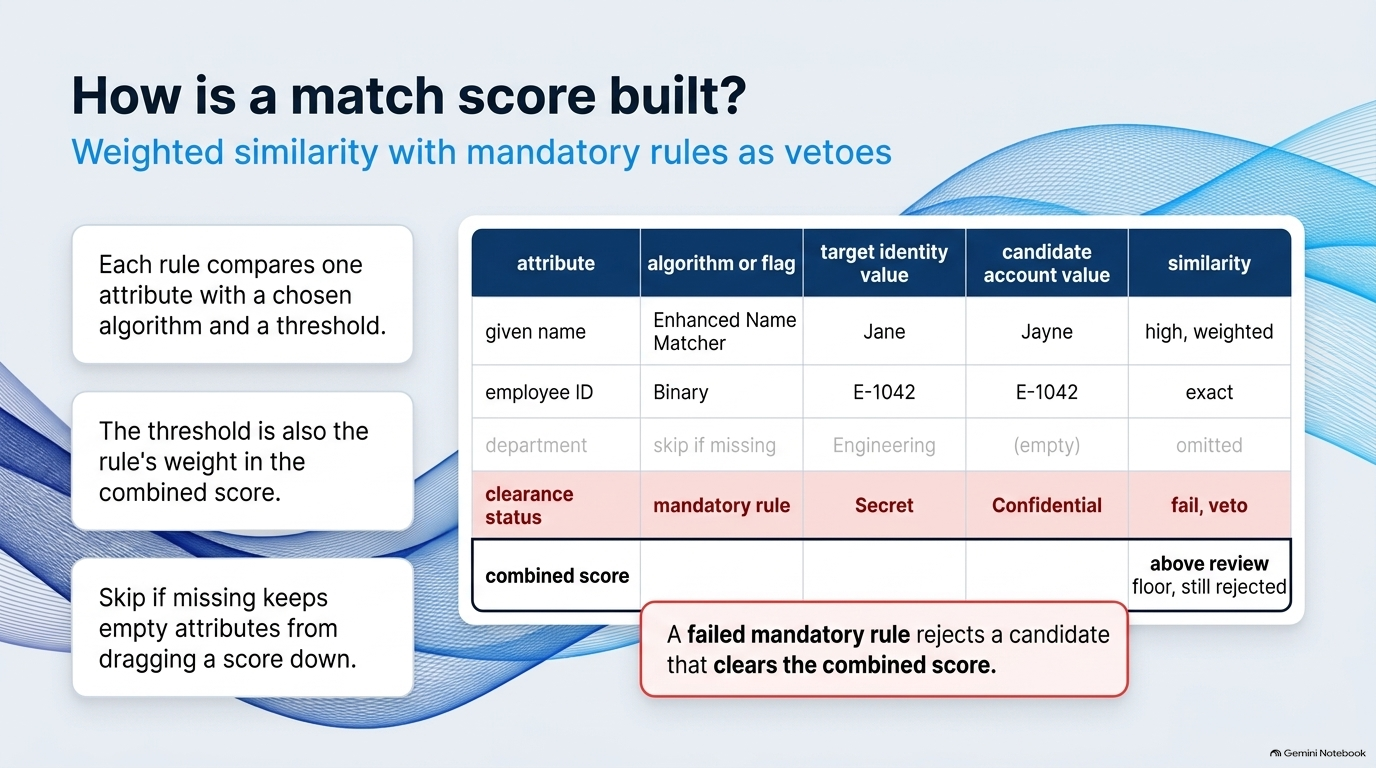 How is a match score built?
Weighted similarity with mandatory rules as vetoes
Each rule compares one
attribute with a chosen
algorithm and a threshold.
The threshold is also the
rule's weight in the
combined score.
Skip if missing keeps
empty attributes from
dragging a score down.
attribute
algorithm or flag
target identity
value
candidate
account value
similarity
given name
Enhanced Name
Matcher
Jane
Jayne
high, weighted
employee ID
Binary
E-1042
E-1042
exact
department
skip if missing
Engineering
(empty)
omitted
clearance
status
mandatory rule
Secret
Confidential
fail, veto
combined score
above review
floor, still rejected
A failed mandatory rule rejects a candidate
that clears the combined score.
Gemini Notebook